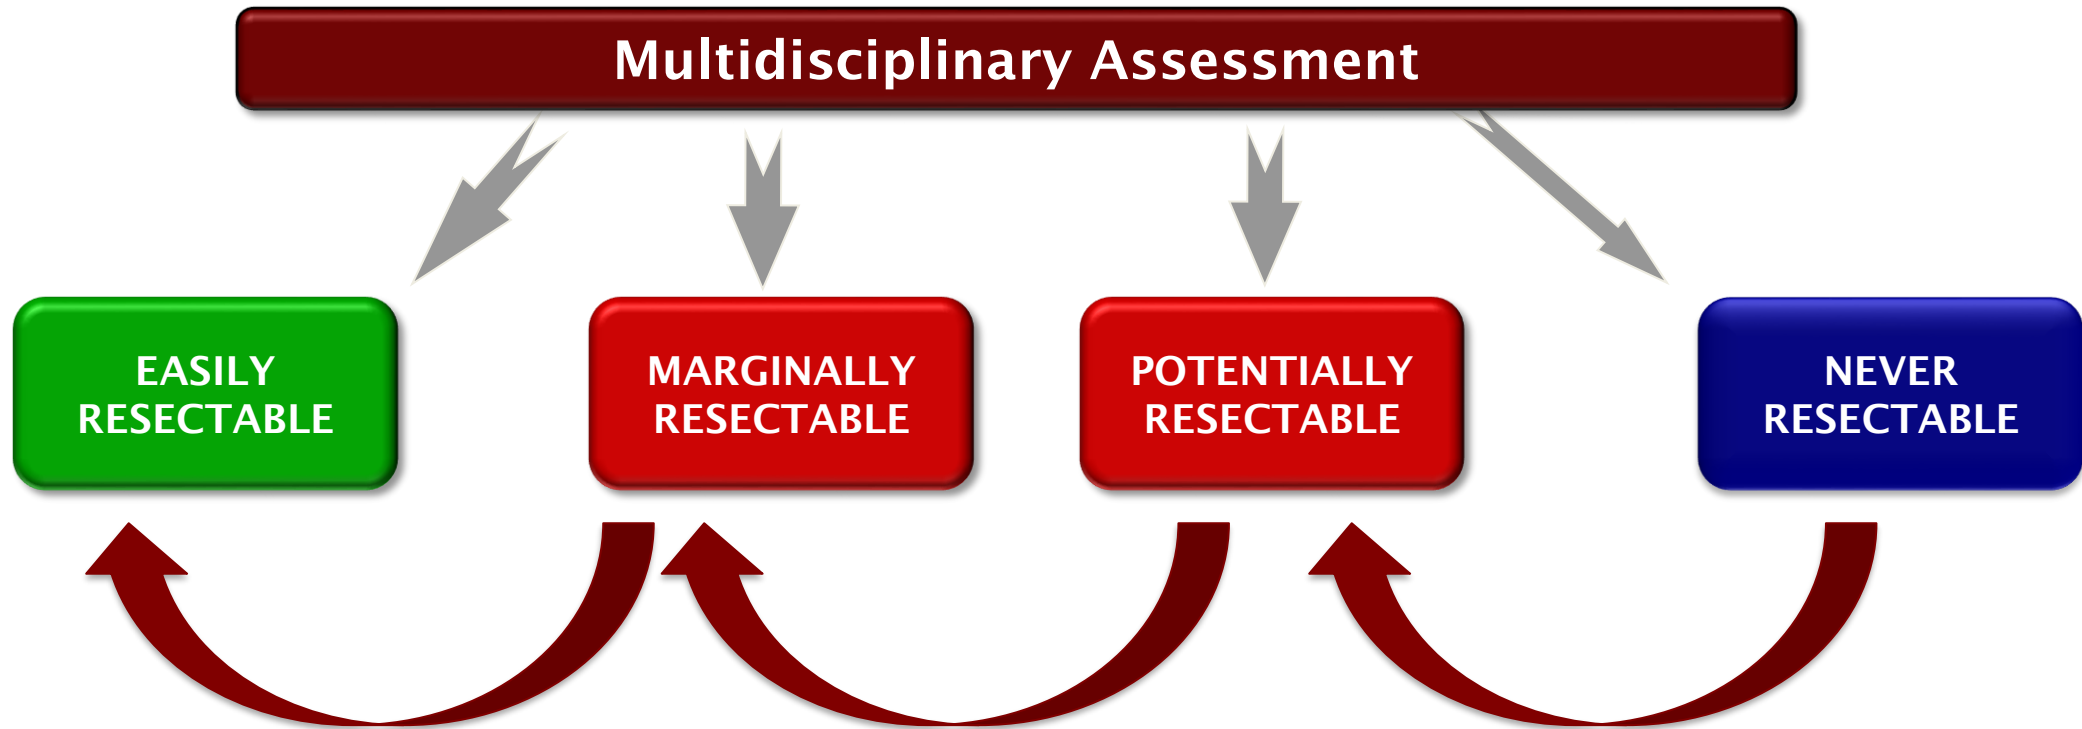 Multidisciplinary Assessment
EASILY
RESECTABLE
MARGINALLY
RESECTABLE
POTENTIALLY
RESECTABLE
NEVER
RESECTABLE